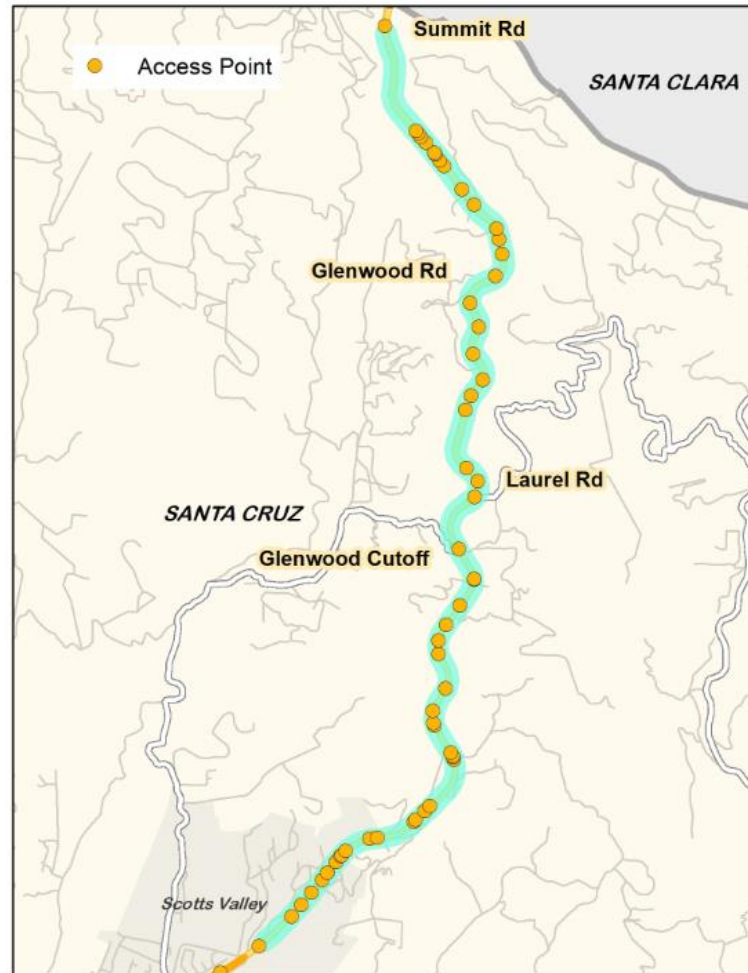 Summit Rd
Access Point
SANTA CLARA
Glenwood Rd
Laurel Rd
SANTA CRUZ
Glenwood Cutoff
Scotts Valley